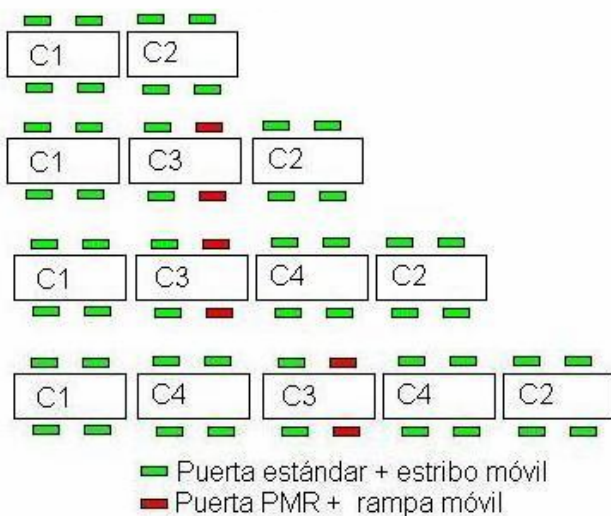 C1 C2
C1 C3 C2
C1 C3 C4 C2
C1 C4 C3 C4 C2
Puerta estándar + estribo móvil
Puerta PMR + rampa móvil